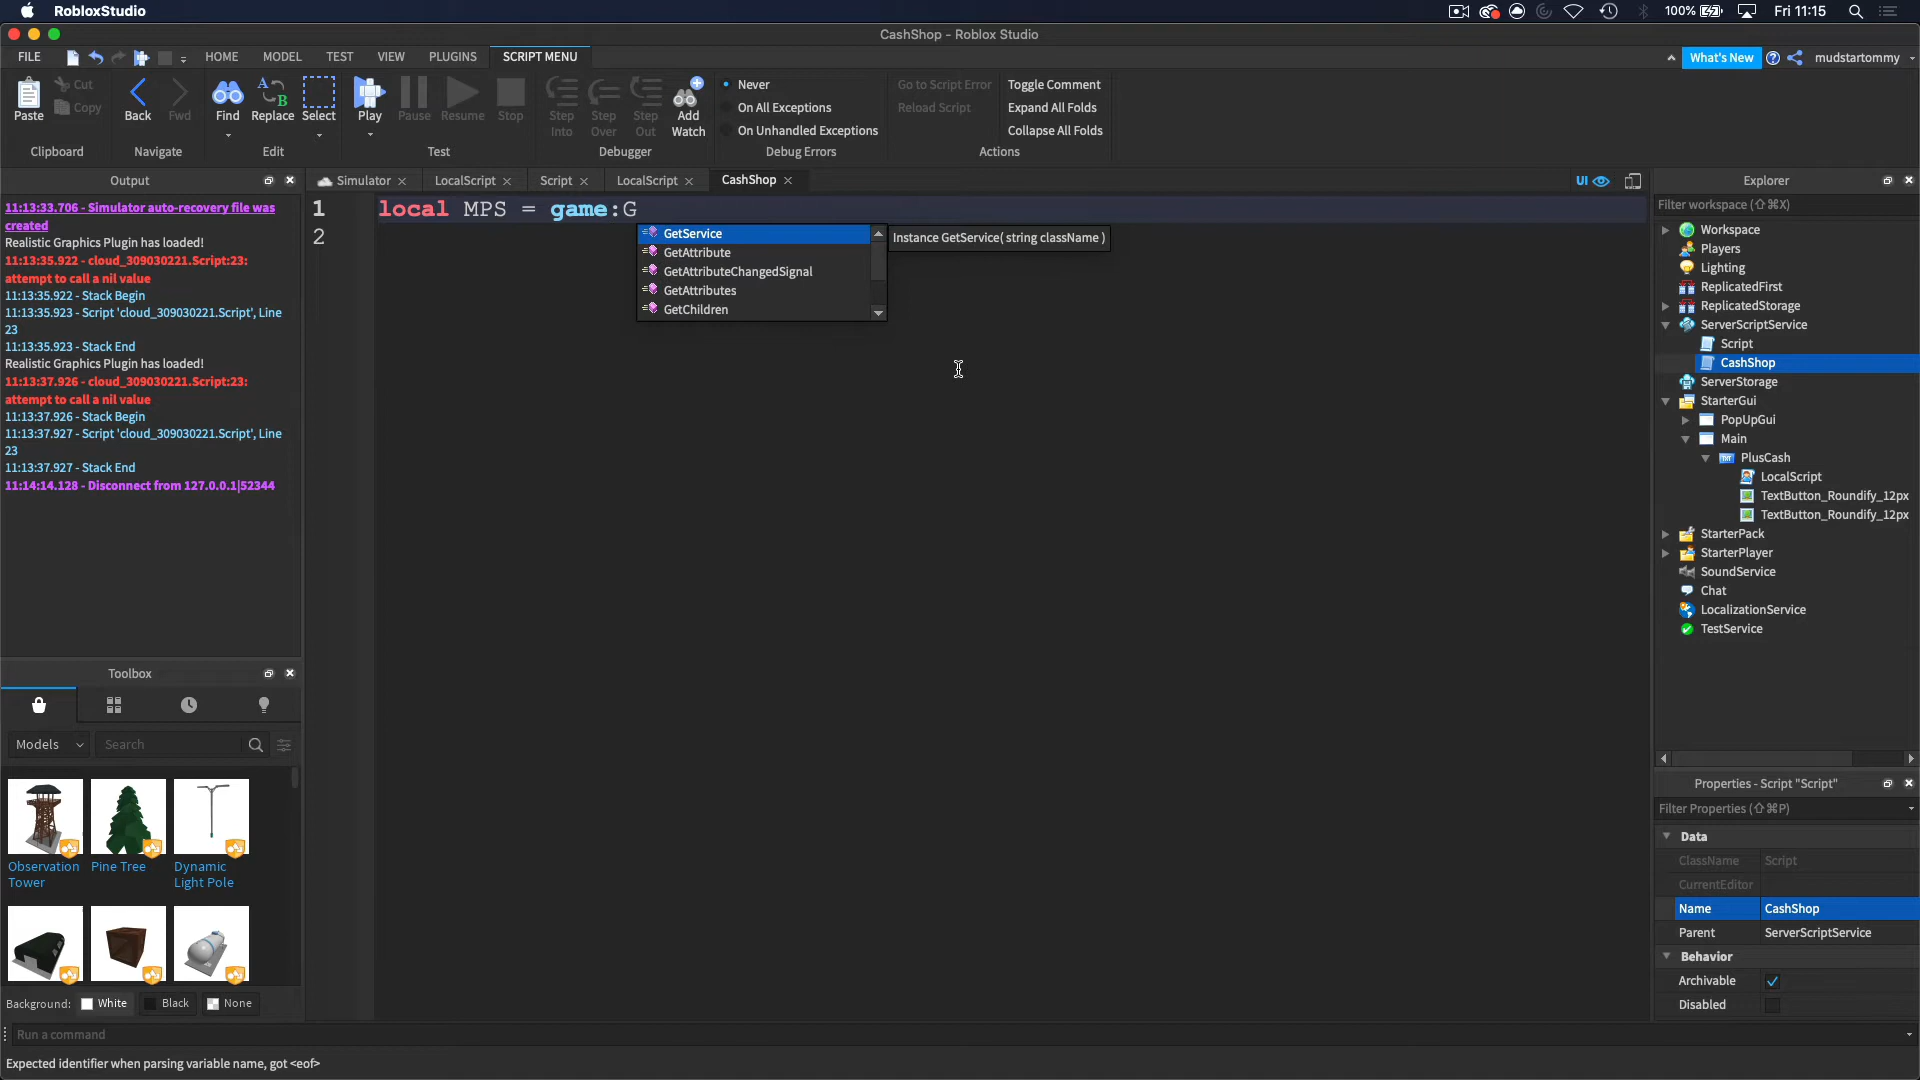 RobloxStudio
100%
Fri 11:15
CashShop - Roblox Studio
FILE
HOME
MODEL
TEST
VIEW
PLUGINS
SCRIPT MENU
What's New
mudstartommy
Paste
Cut
Copy
Clipboard
Back
Fwd
Navigate
Find
Replace
Select
Edit
Play
Pause
Resume
Stop
Test
Step Into
Step Over
Step Out
Add Watch
Debugger
Never
On All Exceptions
On Unhandled Exceptions
Debug Errors
Go to Script Error
Reload Script
Toggle Comment
Expand All Folds
Collapse All Folds
Actions
Output
11:13:33.706 - Simulator auto-recovery file was
created
Realistic Graphics Plugin has loaded!
11:13:35.922 - cloud_309030221.Script:23:
attempt to call a nil value
11:13:35.922 - Stack Begin
11:13:35.923 - Script 'cloud_309030221.Script', Line
23
11:13:35.923 - Stack End
Realistic Graphics Plugin has loaded!
11:13:37.926 - cloud_309030221.Script:23:
attempt to call a nil value
11:13:37.926 - Stack Begin
11:13:37.927 - Script 'cloud_309030221.Script', Line
23
11:13:37.927 - Stack End
11:14:14.128 - Disconnect from 127.0.0.1|52344
Simulator
LocalScript
Script
LocalScript
CashShop
UI
1 local MPS = game:G
2
GetService
GetAttribute
GetAttributeChangedSignal
GetAttributes
GetChildren
Instance GetService( string className )
Explorer
Filter workspace (⇧⌘X)
Workspace
Players
Lighting
ReplicatedFirst
ReplicatedStorage
ServerScriptService
Script
CashShop
ServerStorage
StarterGui
PopUpGui
Main
PlusCash
LocalScript
TextButton_Roundify_12px
TextButton_Roundify_12px
StarterPack
StarterPlayer
SoundService
Chat
LocalizationService
TestService
Toolbox
Models
Search
Observation
Tower
Pine Tree
Dynamic
Light Pole
Background:
White
Black
None
Properties - Script "Script"
Filter Properties (⇧⌘P)
Data
ClassName Script
CurrentEditor
Name CashShop
Parent ServerScriptService
Behavior
Archivable
Disabled
Run a command
Expected identifier when parsing variable name, got <eof>